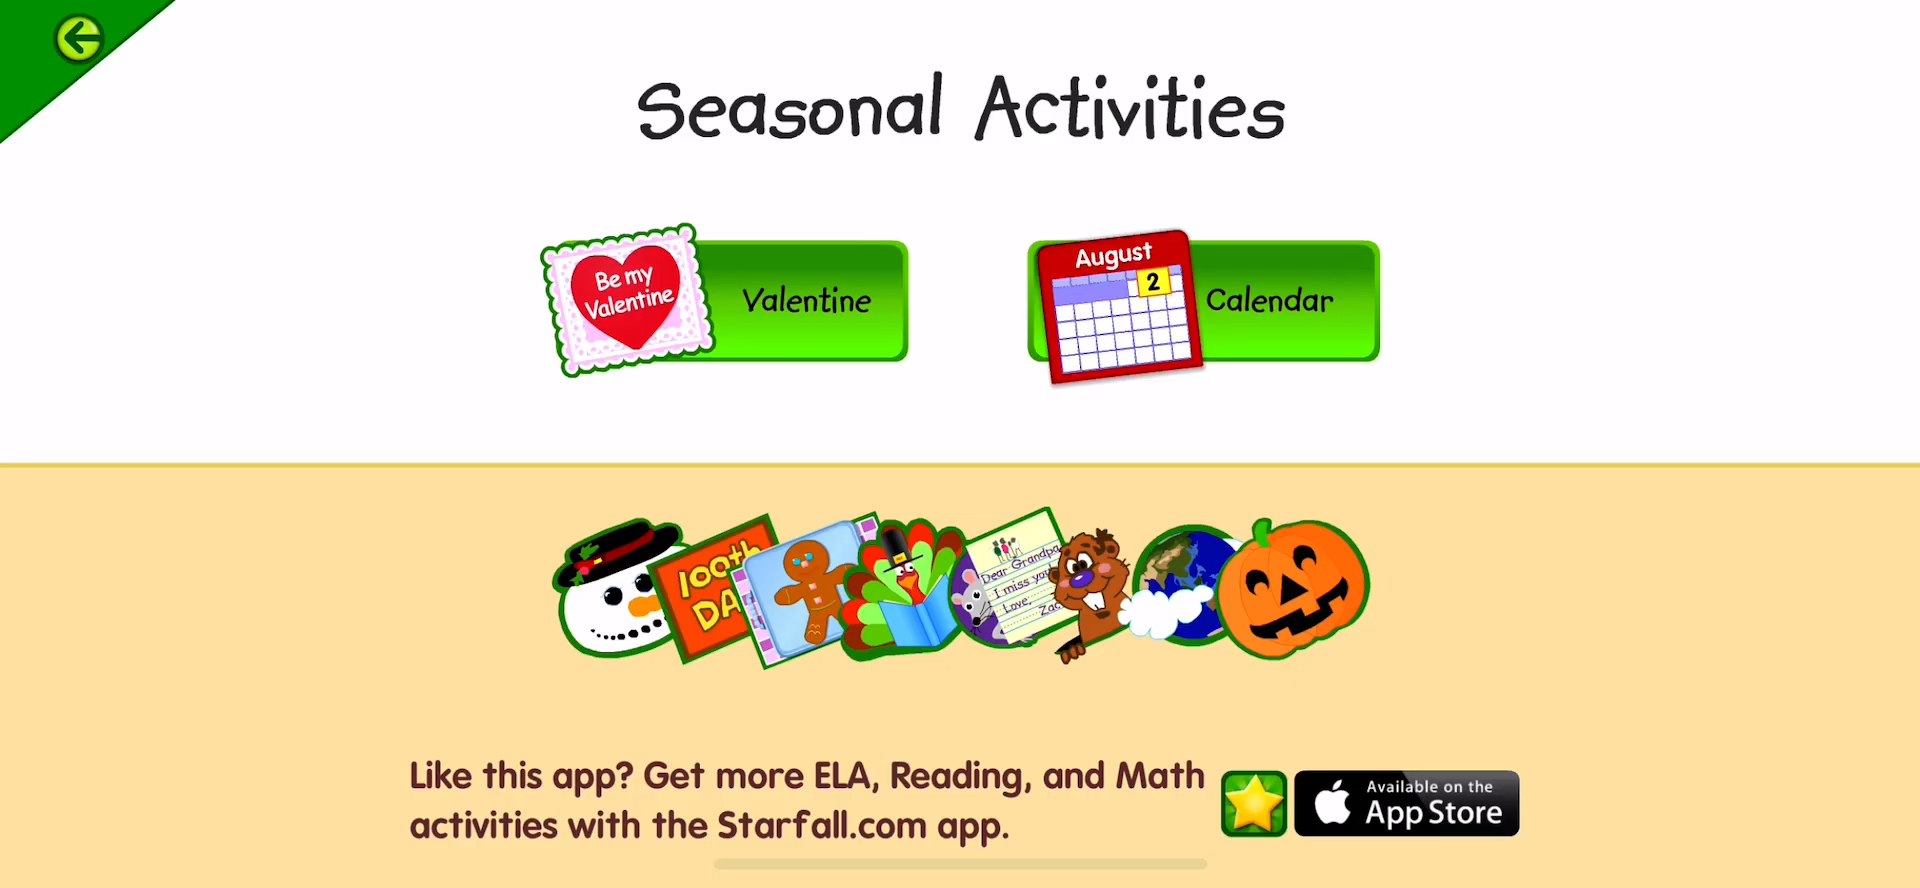 Seasonal Activities
Be my
Valentine
Valentine
August
2
Calendar
100th
DA
Dear Grandpa
I miss you
Love,
Zac
Like this app? Get more ELA, Reading, and Math
activities with the Starfall.com app.
Available on the
App Store